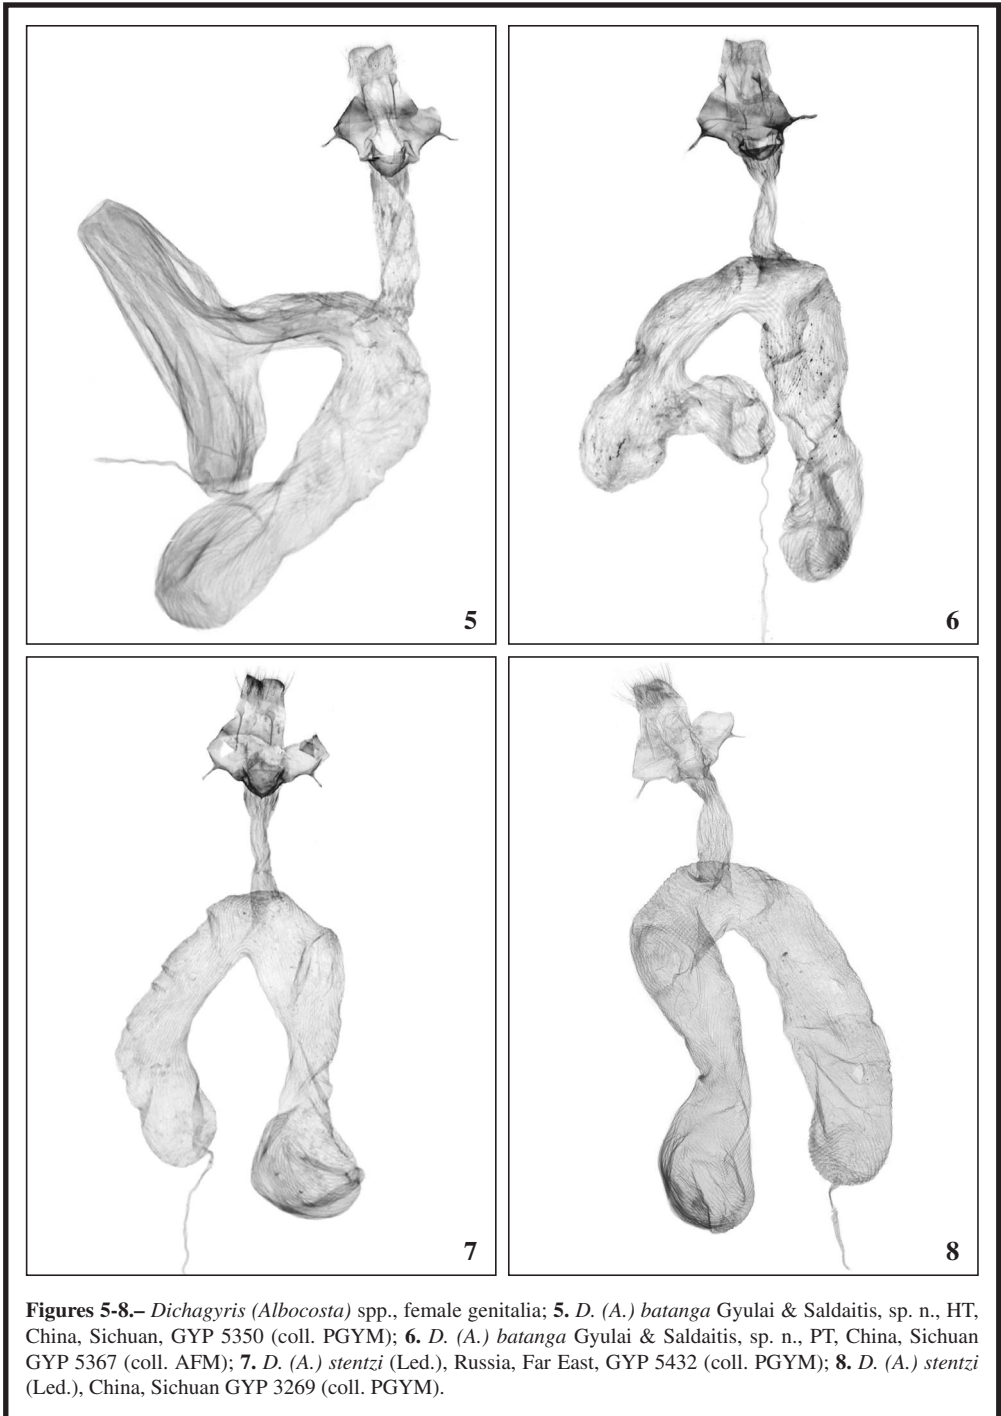 5
6
7
8
Figures 5-8.– Dichagyris (Albocosta) spp., female genitalia; 5. D. (A.) batanga Gyulai & Saldaitis, sp. n., HT,
China, Sichuan, GYP 5350 (coll. PGYM); 6. D. (A.) batanga Gyulai & Saldaitis, sp. n., PT, China, Sichuan
GYP 5367 (coll. AFM); 7. D. (A.) stentzi (Led.), Russia, Far East, GYP 5432 (coll. PGYM); 8. D. (A.) stentzi
(Led.), China, Sichuan GYP 3269 (coll. PGYM).